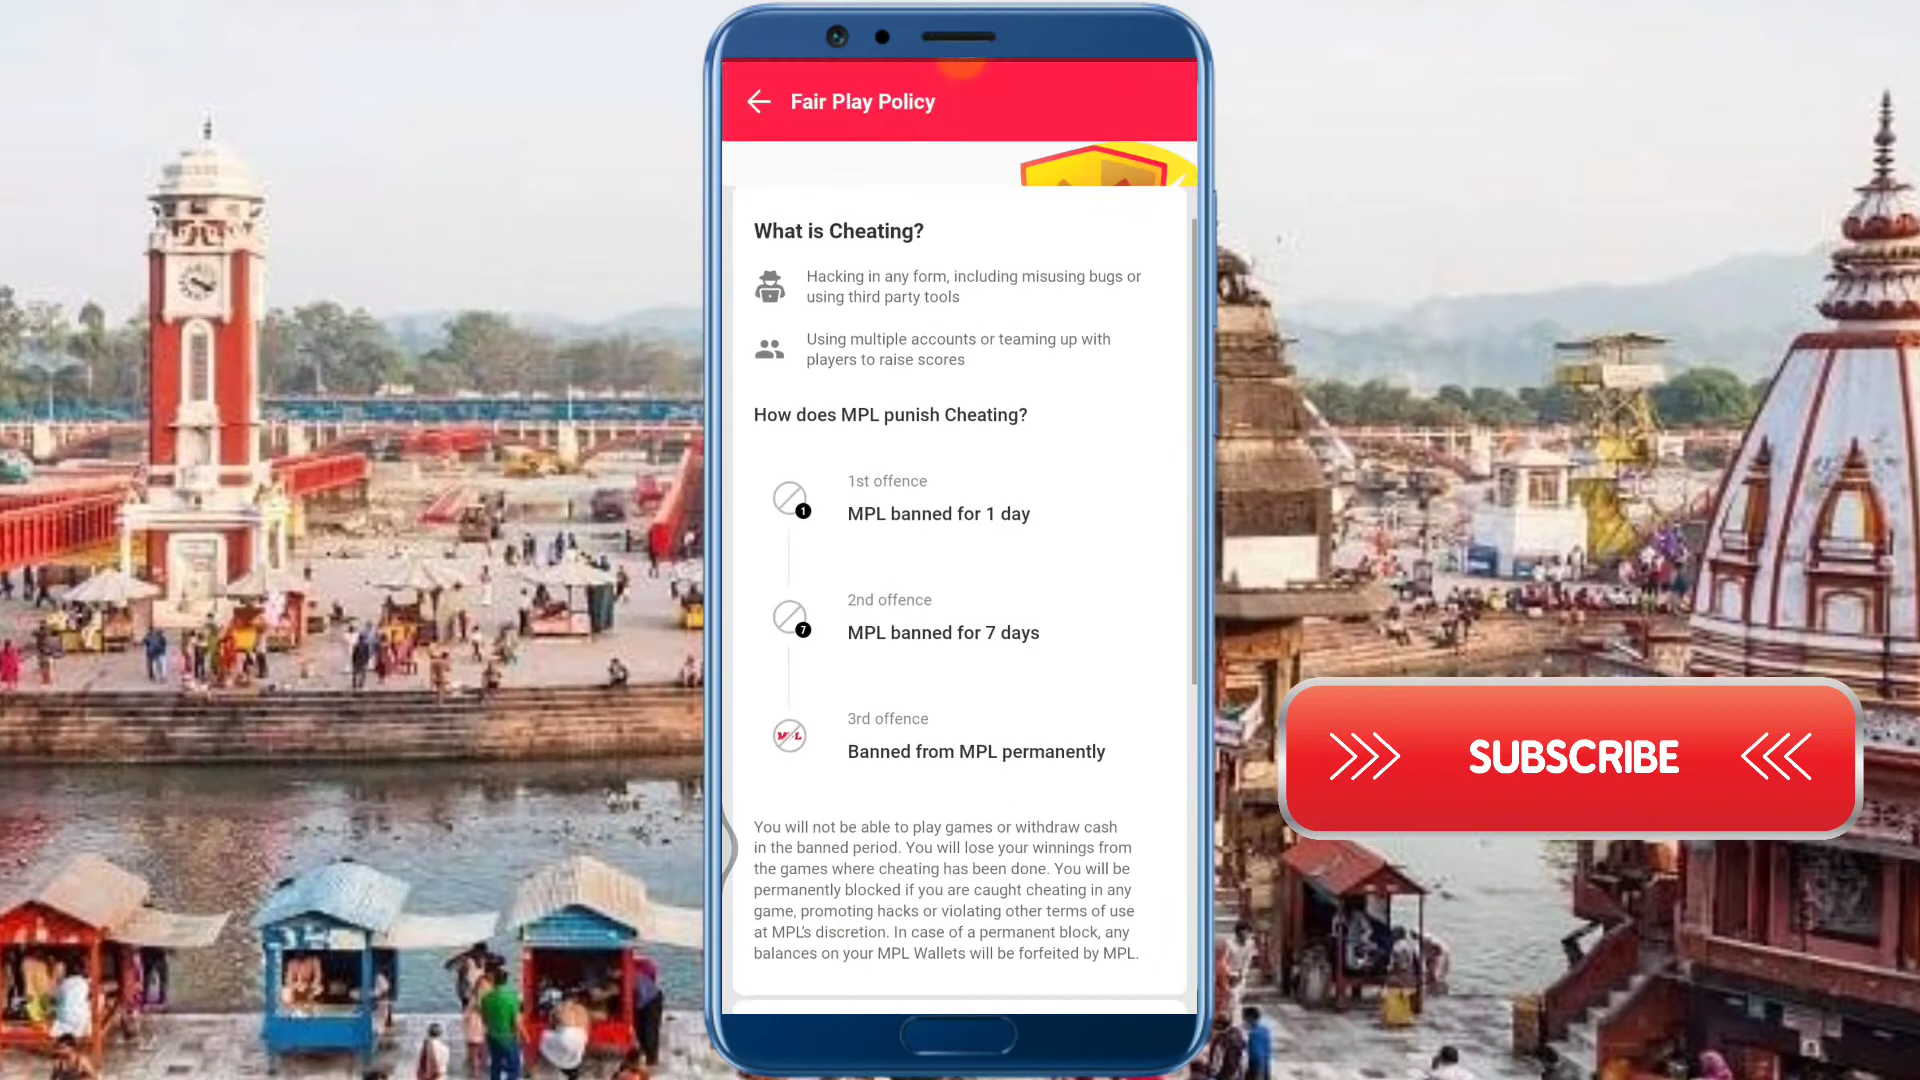 Fair Play Policy
What is Cheating?
Hacking in any form, including misusing bugs or
using third party tools
Using multiple accounts or teaming up with
players to raise scores
How does MPL punish Cheating?
1st offence
1
MPL banned for 1 day
2nd offence
7
MPL banned for 7 days
3rd offence
MPL
Banned from MPL permanently
You will not be able to play games or withdraw cash
in the banned period. You will lose your winnings from
the games where cheating has been done. You will be
permanently blocked if you are caught cheating in any
game, promoting hacks or violating other terms of use
at MPL's discretion. In case of a permanent block, any
balances on your MPL Wallets will be forfeited by MPL.
SUBSCRIBE